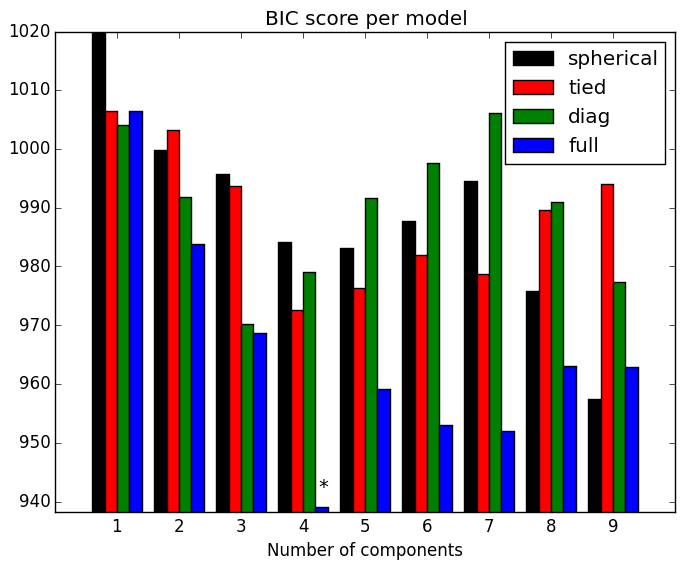 BIC score per model
1020
1010
1000
990
980
970
960
950
940
spherical
tied
diag
full
*
1 2 3 4 5 6 7 8 9
Number of components